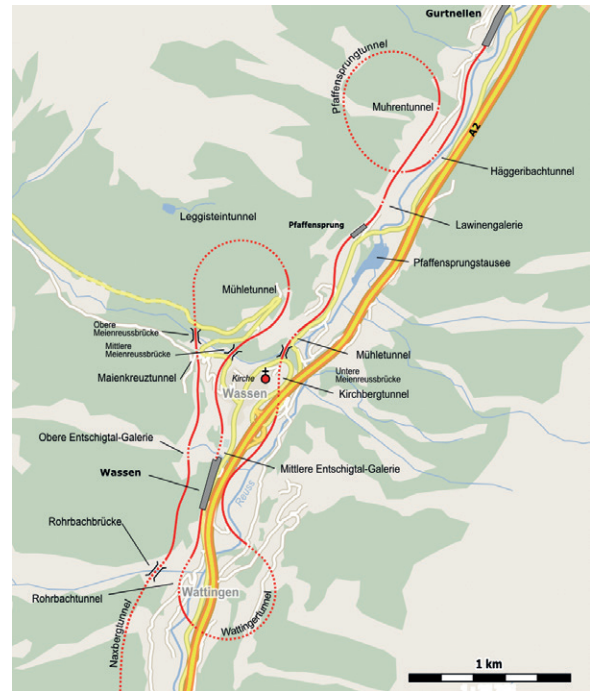 Gurtnellen
Pfaffensprungtunnel
Muhrentunnel
A2
Häggeribachtunnel
Leggisteintunnel
Pfaffensprung
Lawinengalerie
Pfaffensprungstausee
Mühletunnel
Obere
Meienreussbrücke
Mittlere
Meienreussbrücke
Mühletunnel
Maienkreuztunnel
Kirche
Wassen
Untere
Meienreussbrücke
Kirchbergtunnel
Obere Entschigtal-Galerie
Wassen
Mittlere Entschigtal-Galerie
Reuss
Rohrbachbrücke
Rohrbachtunnel
Wattingen
Wattingertunnel
Naxbergtunnel
1 km